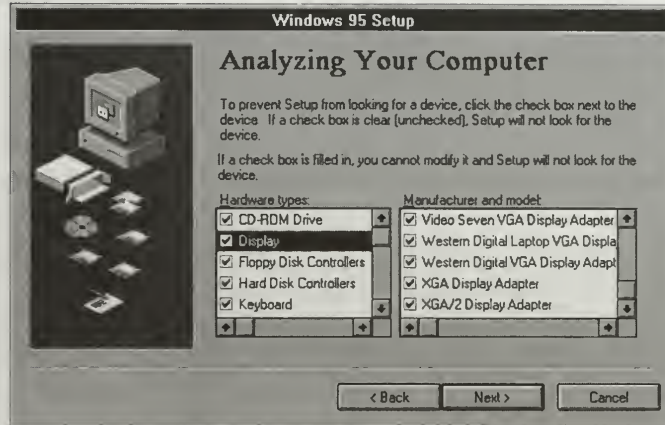 Windows 95 Setup
Analyzing Your Computer
To prevent Setup from looking for a device, click the check box next to the
device. If a check box is clear (unchecked), Setup will not look for the
device.
If a check box is filled in, you cannot modify it and Setup will not look for the
device.
Hardware types:
CD-ROM Drive
Display
Floppy Disk Controllers
Hard Disk Controllers
Keyboard
Manufacturer and model:
Video Seven VGA Display Adapter
Western Digital Laptop VGA Displa
Western Digital VGA Display Adapt
XGA Display Adapter
XGA/2 Display Adapter
< Back
Next >
Cancel